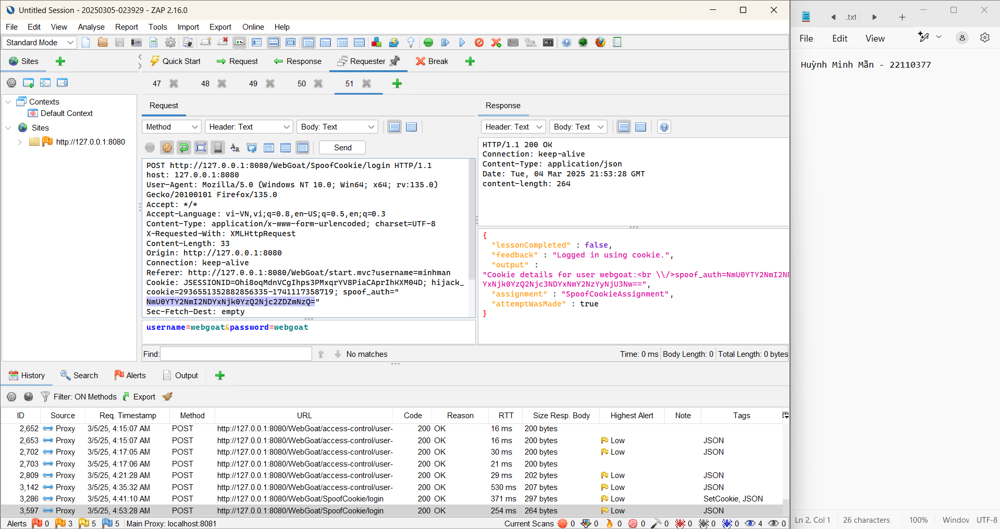 Untitled Session - 20250305-023929 - ZAP 2.16.0
File Edit View Analyse Report Tools Import Export Online Help
Standard Mode
Sites
Quick Start Request Response Requester Break
47 48 49 50 51
Contexts
Default Context
Sites
http://127.0.0.1:8080
Request
Method Header: Text Body: Text
Send
POST http://127.0.0.1:8080/WebGoat/SpoofCookie/login HTTP/1.1
host: 127.0.0.1:8080
User-Agent: Mozilla/5.0 (Windows NT 10.0; Win64; x64; rv:135.0)
Gecko/20100101 Firefox/135.0
Accept: */*
Accept-Language: vi-VN,vi;q=0.8,en-US;q=0.5,en;q=0.3
Content-Type: application/x-www-form-urlencoded; charset=UTF-8
X-Requested-With: XMLHttpRequest
Content-Length: 33
Origin: http://127.0.0.1:8080
Connection: keep-alive
Referer: http://127.0.0.1:8080/WebGoat/start.mvc?username=minhman
Cookie: JSESSIONID=Ohi8oqMdnVCgIhps3PMxqrYV8PiaCAprIhKXM04D; hijack_
cookie=2936551352882856335-1741117358719; spoof_auth="
NmU0YTY2NmI2NDYxNjk0YzQ2Njc2ZDZmNzQ="
Sec-Fetch-Dest: empty
username=webgoat&password=webgoat
Response
Header: Text Body: Text
HTTP/1.1 200 OK
Connection: keep-alive
Content-Type: application/json
Date: Tue, 04 Mar 2025 21:53:28 GMT
content-length: 264
{
"lessonCompleted" : false,
"feedback" : "Logged in using cookie.",
"output" :
"Cookie details for user webgoat:<br \\/>spoof_auth=NmU0YTY2NmI2ND
YxNjk0YzQ2Njc3NDYxNmY2NzYyNjU3Nw==",
"assignment" : "SpoofCookieAssignment",
"attemptWasMade" : true
}
Find: No matches
Time: 0 ms Body Length: 0 Total Length: 0 bytes
History Search Alerts Output
Filter: ON Methods Export
ID Source Req. Timestamp Method URL Code Reason RTT Size Resp. Body Highest Alert Note Tags
2,652 Proxy 3/5/25, 4:15:07 AM POST http://127.0.0.1:8080/WebGoat/access-control/user- 200 OK 16 ms 200 bytes
2,653 Proxy 3/5/25, 4:15:07 AM POST http://127.0.0.1:8080/WebGoat/access-control/user- 200 OK 16 ms 200 bytes Low JSON
2,702 Proxy 3/5/25, 4:17:05 AM POST http://127.0.0.1:8080/WebGoat/access-control/user- 200 OK 30 ms 200 bytes Low JSON
2,703 Proxy 3/5/25, 4:17:06 AM POST http://127.0.0.1:8080/WebGoat/access-control/user- 200 OK 21 ms 200 bytes
2,809 Proxy 3/5/25, 4:21:28 AM POST http://127.0.0.1:8080/WebGoat/access-control/user- 200 OK 29 ms 202 bytes Low JSON
3,142 Proxy 3/5/25, 4:35:32 AM POST http://127.0.0.1:8080/WebGoat/access-control/user- 200 OK 530 ms 207 bytes Low JSON
3,286 Proxy 3/5/25, 4:41:10 AM POST http://127.0.0.1:8080/WebGoat/SpoofCookie/login 200 OK 371 ms 297 bytes Low SetCookie, JSON
3,597 Proxy 3/5/25, 4:53:28 AM POST http://127.0.0.1:8080/WebGoat/SpoofCookie/login 200 OK 254 ms 264 bytes Low JSON
Alerts 0 3 5 5 Main Proxy: localhost:8081
Current Scans 0 0 0 0 0 0 0 0 4 0
.txt
File Edit View
Huỳnh Minh Mẫn - 22110377
Ln 2, Col 1 26 characters 100% Window UTF-8